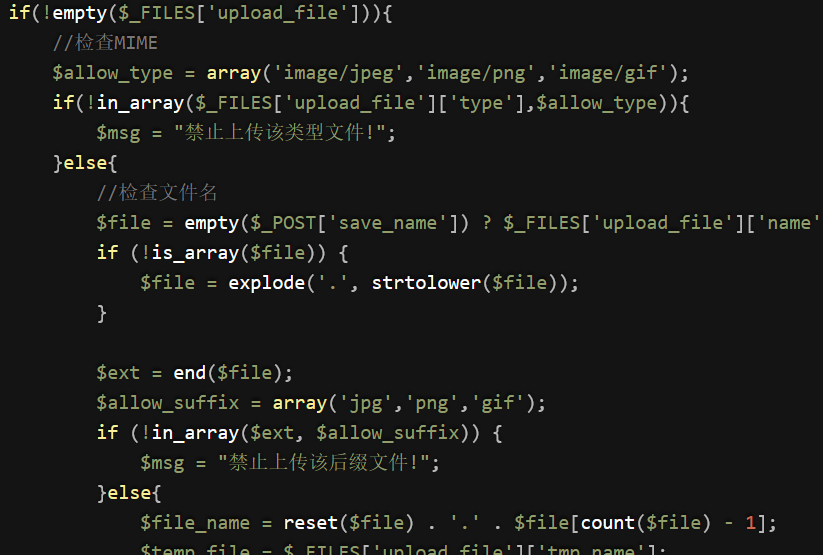 if(!empty($_FILES['upload_file'])){
    //检查MIME
    $allow_type = array('image/jpeg','image/png','image/gif');
    if(!in_array($_FILES['upload_file']['type'],$allow_type)){
        $msg = "禁止上传该类型文件!";
    }else{
        //检查文件名
        $file = empty($_POST['save_name']) ? $_FILES['upload_file']['name'
        if (!is_array($file)) {
            $file = explode('.', strtolower($file));
        }

        $ext = end($file);
        $allow_suffix = array('jpg','png','gif');
        if (!in_array($ext, $allow_suffix)) {
            $msg = "禁止上传该后缀文件!";
        }else{
            $file_name = reset($file) . '.' . $file[count($file) - 1];
            $temp_file = $_FILES['upload_file']['tmp_name'];